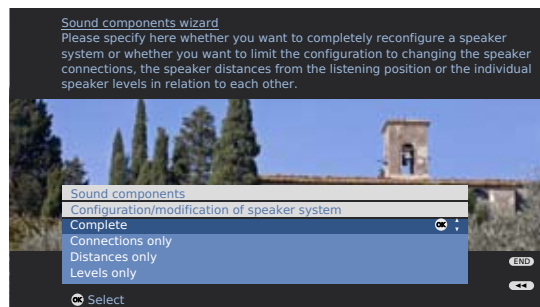 Sound components wizard
Please specify here whether you want to completely reconfigure a speaker
system or whether you want to limit the configuration to changing the speaker
connections, the speaker distances from the listening position or the individual
speaker levels in relation to each other.
Sound components
Configuration/modification of speaker system
Complete OK
Connections only
Distances only
Levels only
END
OK Select